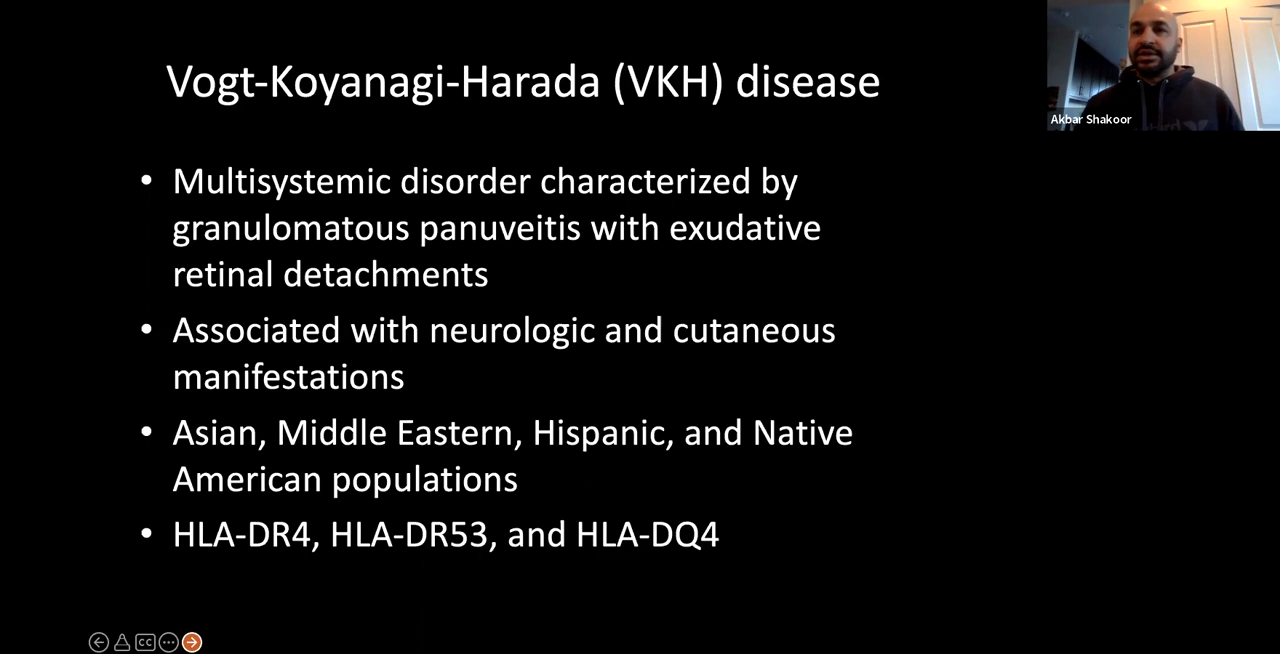 Vogt-Koyanagi-Harada (VKH) disease
Akbar Shakoor
• Multisystemic disorder characterized by
granulomatous panuveitis with exudative
retinal detachments
• Associated with neurologic and cutaneous
manifestations
• Asian, Middle Eastern, Hispanic, and Native
American populations
• HLA-DR4, HLA-DR53, and HLA-DQ4
CC